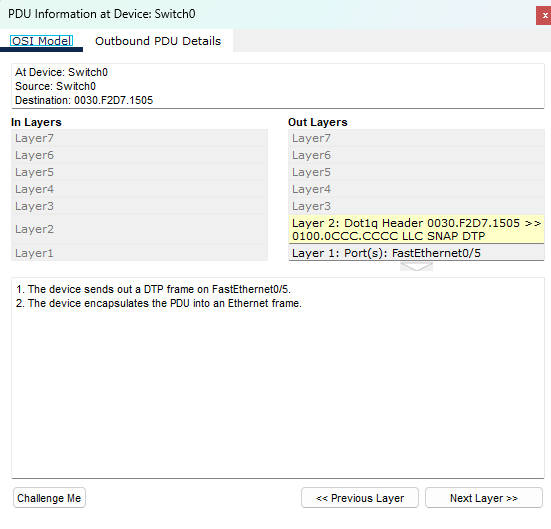 PDU Information at Device: Switch0
x
OSI Model Outbound PDU Details
At Device: Switch0
Source: Switch0
Destination: 0030.F2D7.1505
In Layers
Layer7
Layer6
Layer5
Layer4
Layer3
Layer2
Layer1
Out Layers
Layer7
Layer6
Layer5
Layer4
Layer3
Layer 2: Dot1q Header 0030.F2D7.1505 >>
0100.0CCC.CCCC LLC SNAP DTP
Layer 1: Port(s): FastEthernet0/5
1. The device sends out a DTP frame on FastEthernet0/5.
2. The device encapsulates the PDU into an Ethernet frame.
Challenge Me
<< Previous Layer
Next Layer >>